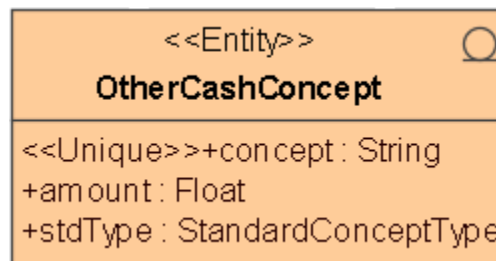 <<Entity>>
OtherCashConcept
<<Unique>>+concept : String
+amount : Float
+stdType : StandardConceptType